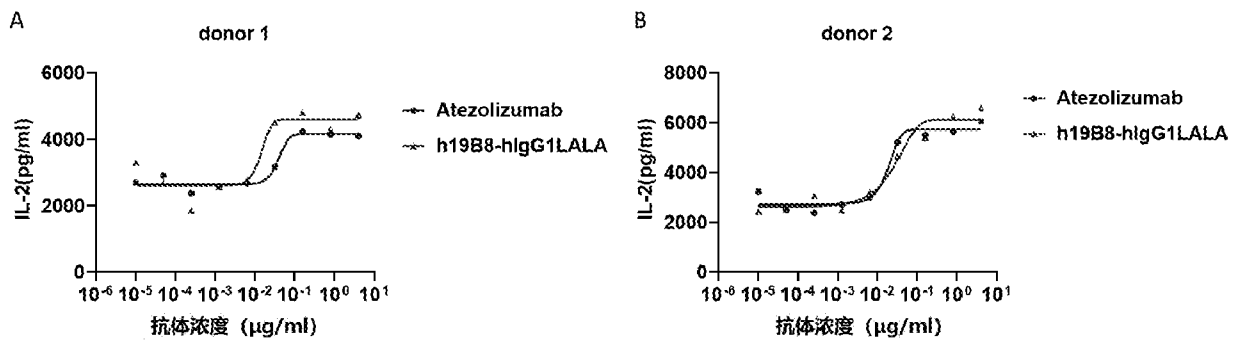 A
donor 1
IL-2(pg/ml)
6000
4000
2000
0
10-6 10-5 10-4 10-3 10-2 10-1 100 101
抗体浓度 (μg/ml)
Atezolizumab
h19B8-hIgG1LALA
B
donor 2
IL-2(pg/ml)
8000
6000
4000
2000
0
10-6 10-5 10-4 10-3 10-2 10-1 100 101
抗体浓度 (μg/ml)
Atezolizumab
h19B8-hIgG1LALA